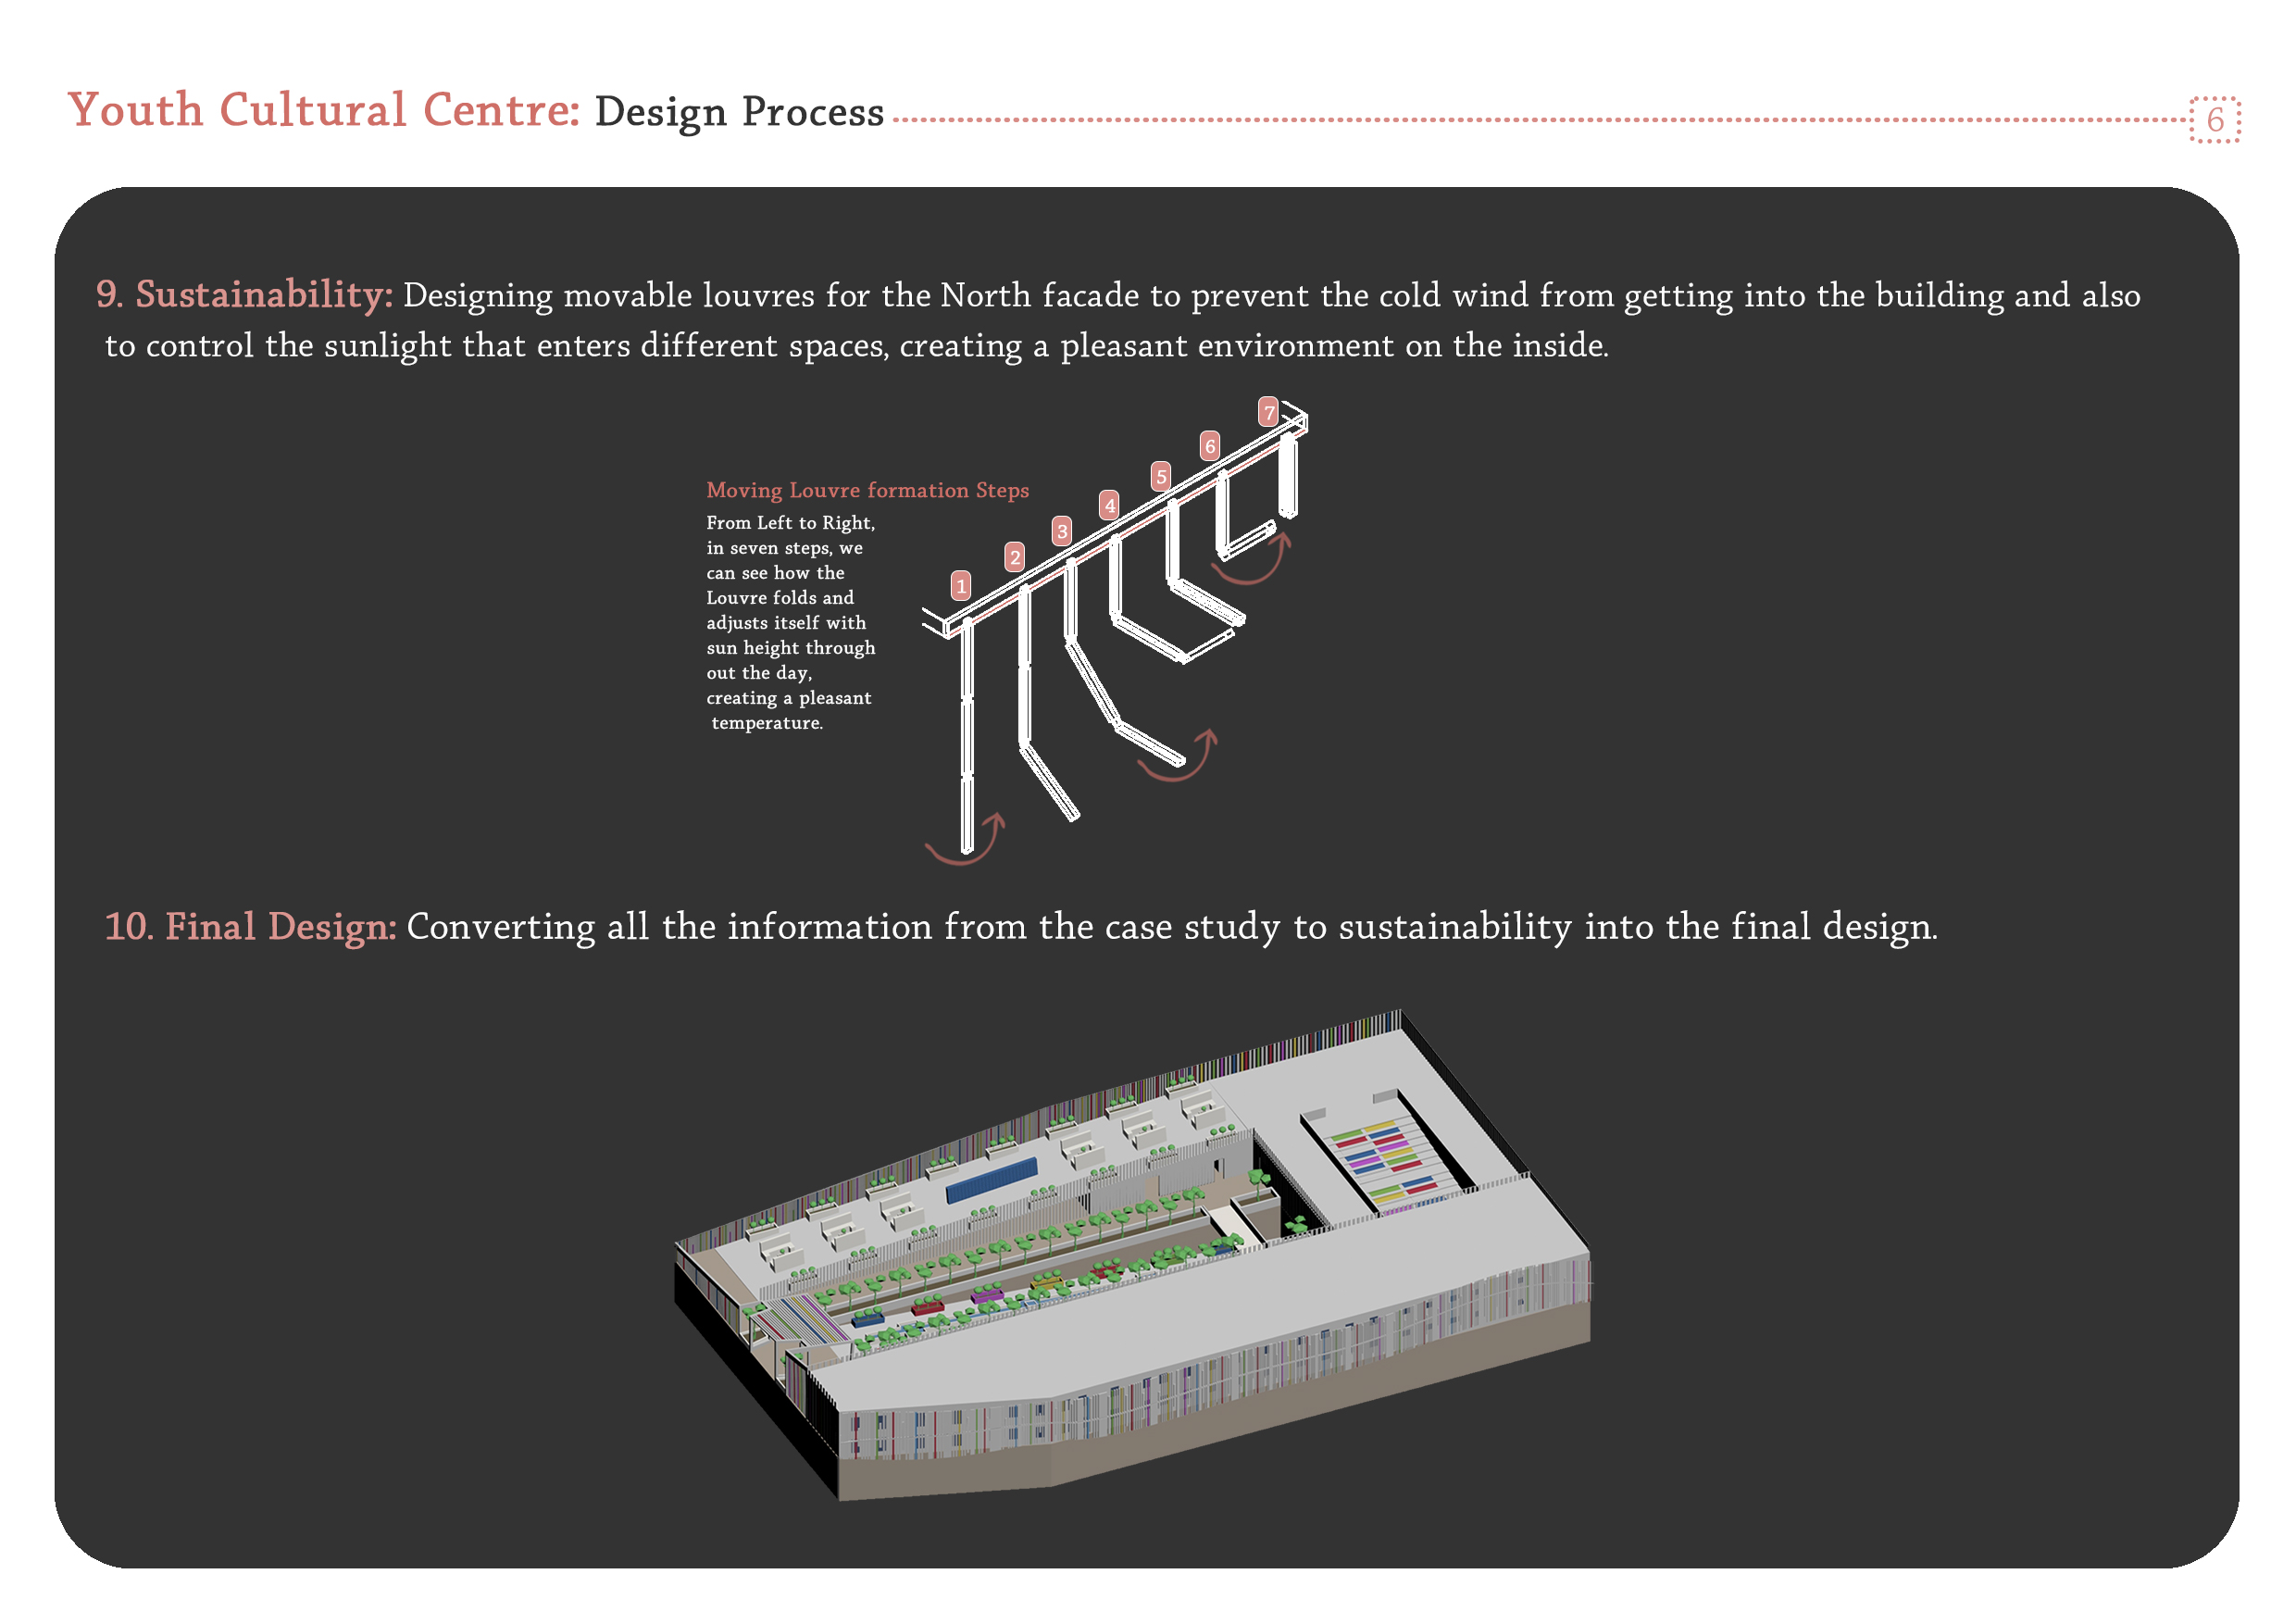 Youth Cultural Centre: Design Process
6
9. Sustainability: Designing movable louvres for the North facade to prevent the cold wind from getting into the building and also
to control the sunlight that enters different spaces, creating a pleasant environment on the inside.
7
6
5
4
3
2
1
Moving Louvre formation Steps
From Left to Right,
in seven steps, we
can see how the
Louvre folds and
adjusts itself with
sun height through
out the day,
creating a pleasant
temperature.
10. Final Design: Converting all the information from the case study to sustainability into the final design.